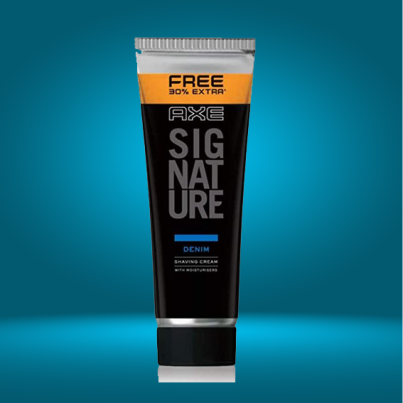 FREE
30% EXTRA*
AXE
SIG
NAT
URE
DENIM
SHAVING CREAM
WITH MOISTURISERS